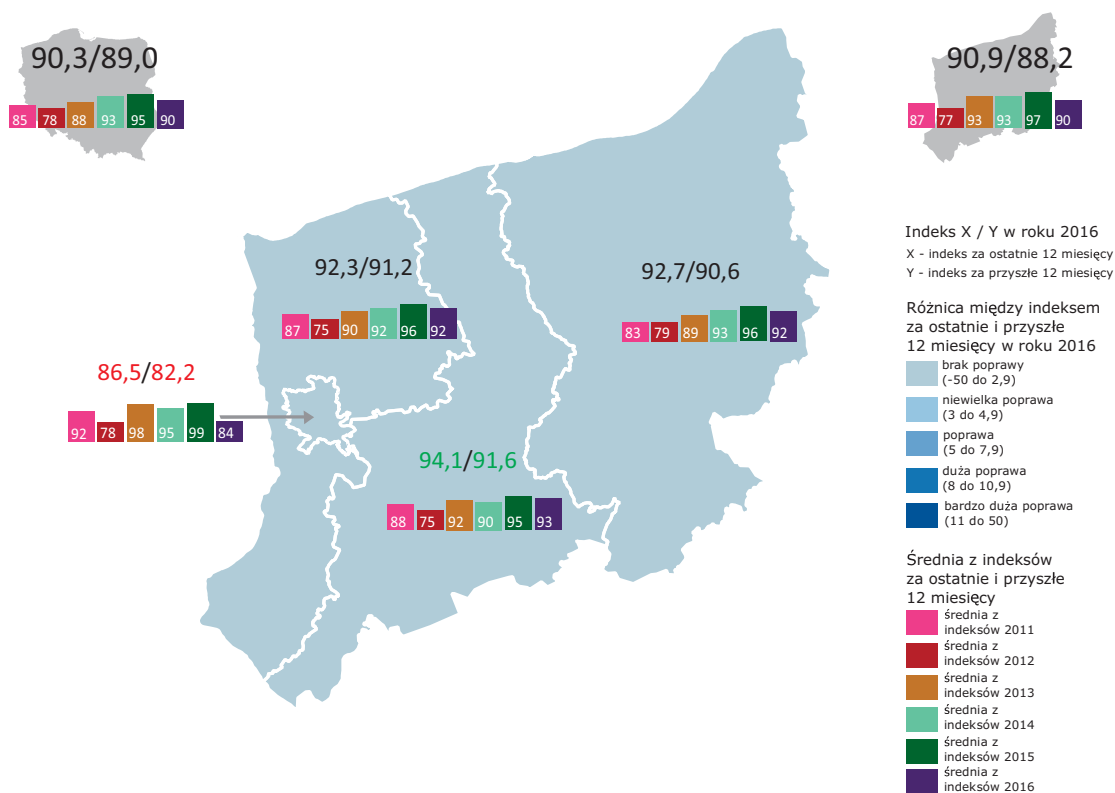 90,3/89,0
85 78 88 93 95 90
90,9/88,2
87 77 93 93 97 90
92,3/91,2
87 75 90 92 96 92
92,7/90,6
83 79 89 93 96 92
86,5/82,2
92 78 98 95 99 84
94,1/91,6
88 75 92 90 95 93
Indeks X / Y w roku 2016
X - indeks za ostatnie 12 miesięcy
Y - indeks za przyszłe 12 miesięcy
Różnica między indeksem
za ostatnie i przyszłe
12 miesięcy w roku 2016
brak poprawy
(-50 do 2,9)
niewielka poprawa
(3 do 4,9)
poprawa
(5 do 7,9)
duża poprawa
(8 do 10,9)
bardzo duża poprawa
(11 do 50)
Średnia z indeksów
za ostatnie i przyszłe
12 miesięcy
średnia z
indeksów 2011
średnia z
indeksów 2012
średnia z
indeksów 2013
średnia z
indeksów 2014
średnia z
indeksów 2015
średnia z
indeksów 2016